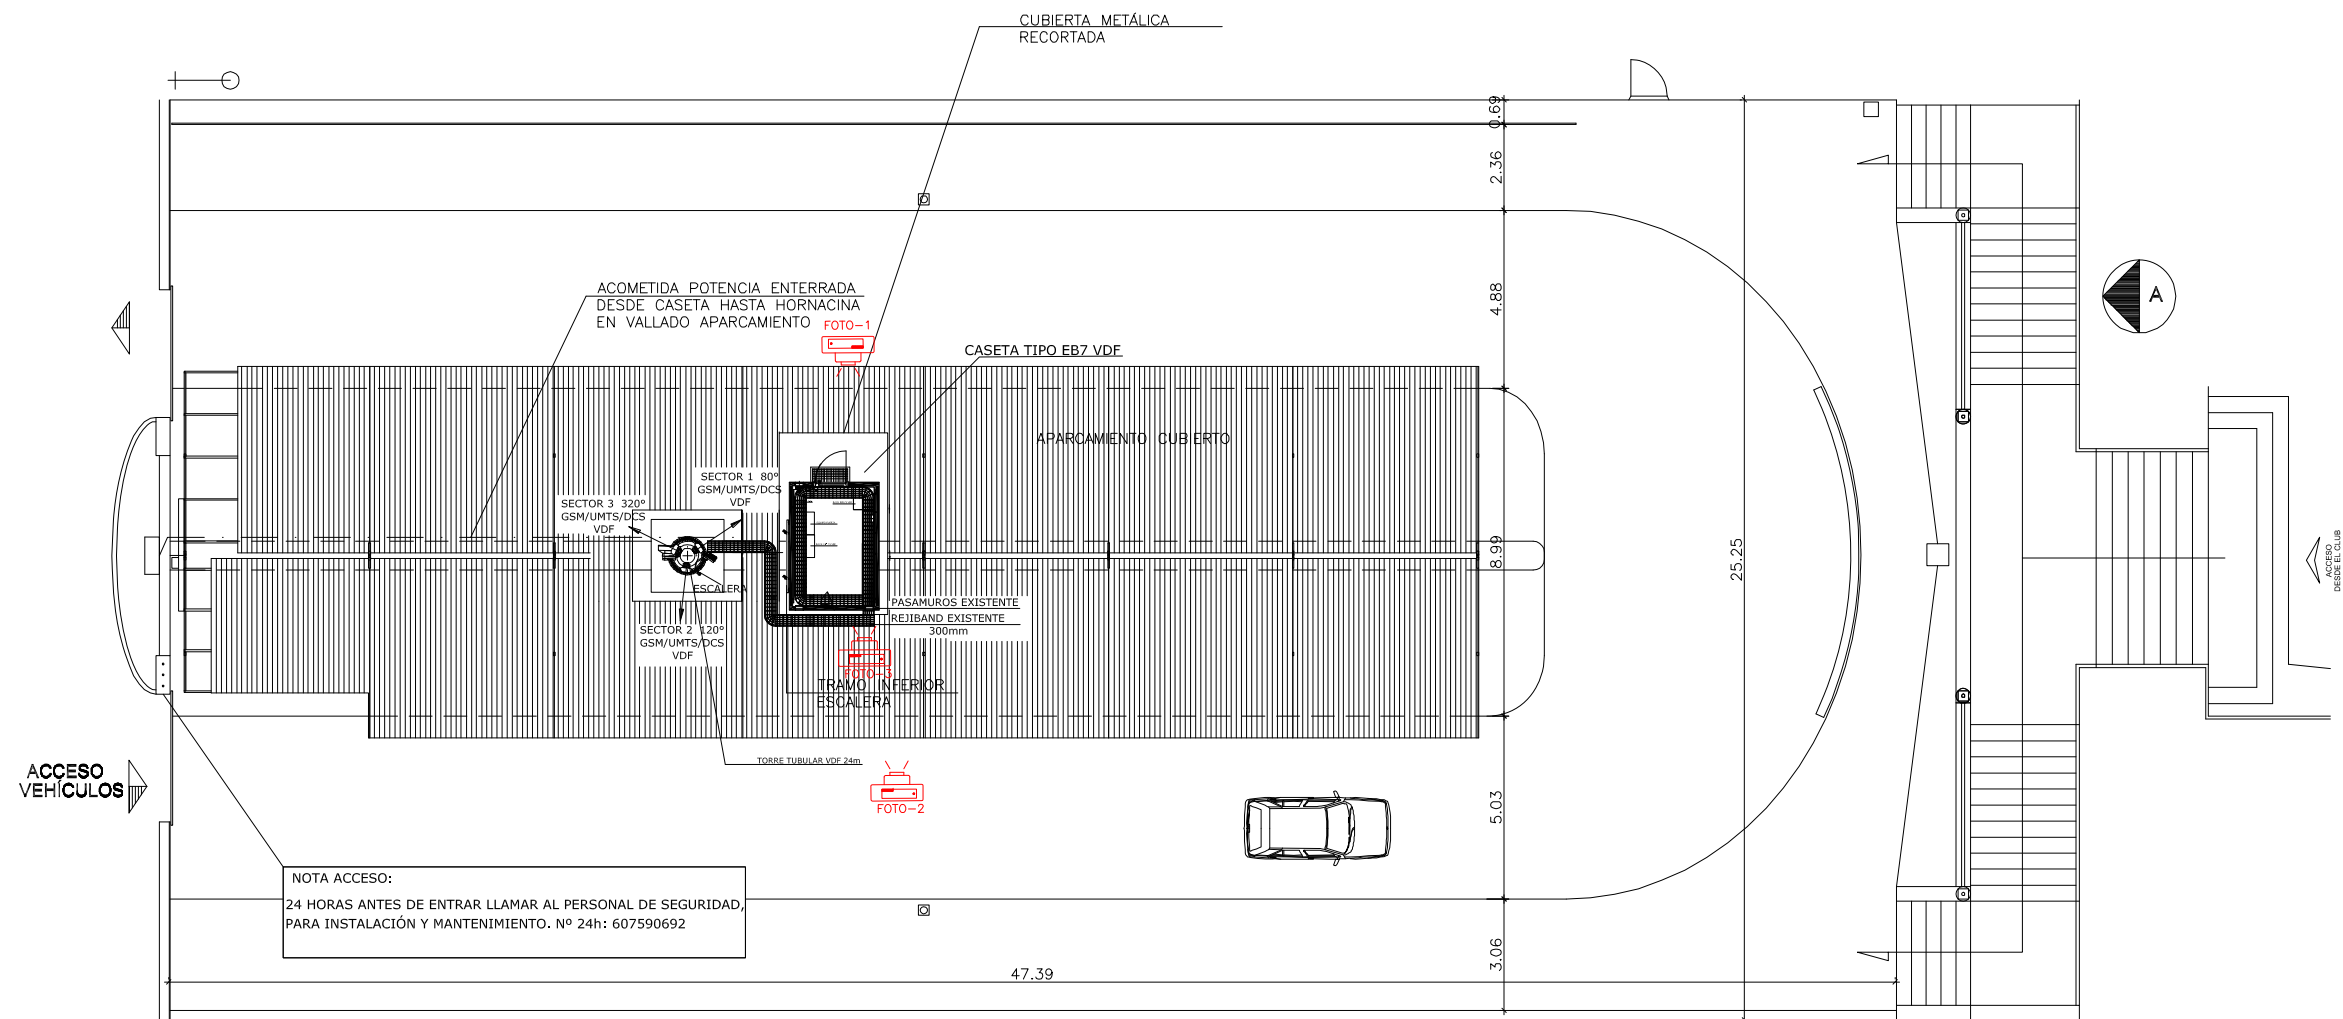 CUBIERTA METÁLICA
RECORTADA
0.69
2.36
ACOMETIDA POTENCIA ENTERRADA
DESDE CASETA HASTA HORNACINA
EN VALLADO APARCAMIENTO
4.88
A
FOTO-1
CASETA TIPO EB7 VDF
APARCAMIENTO CUBIERTO
SECTOR 1 80°
GSM/UMTS/DCS
VDF
SECTOR 3 320°
GSM/UMTS/DCS
VDF
8.99
25.25
ACCESO
DESDE EL CLUB
ESCALERA
PASAMUROS EXISTENTE
REJIBAND EXISTENTE
300mm
SECTOR 2 120°
GSM/UMTS/DCS
VDF
FOTO-3
TRAMO INFERIOR
ESCALERA
TORRE TUBULAR VDF 24m
ACCESO
VEHÍCULOS
FOTO-2
5.03
NOTA ACCESO:
24 HORAS ANTES DE ENTRAR LLAMAR AL PERSONAL DE SEGURIDAD,
PARA INSTALACIÓN Y MANTENIMIENTO. Nº 24h: 607590692
3.06
47.39